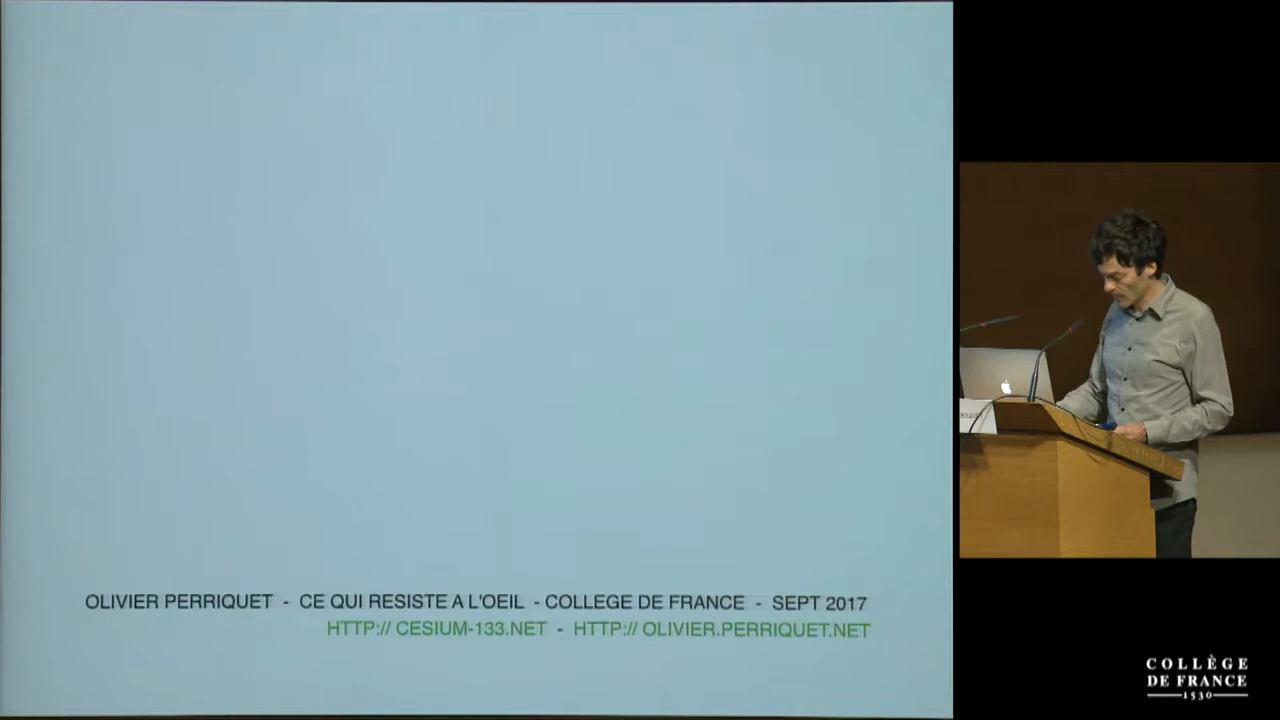 OLIVIER PERRIQUET - CE QUI RESISTE A L'OEIL - COLLEGE DE FRANCE - SEPT 2017
HTTP:// CESIUM-133.NET - HTTP:// OLIVIER.PERRIQUET.NET
COLLÈGE
DE FRANCE
1530